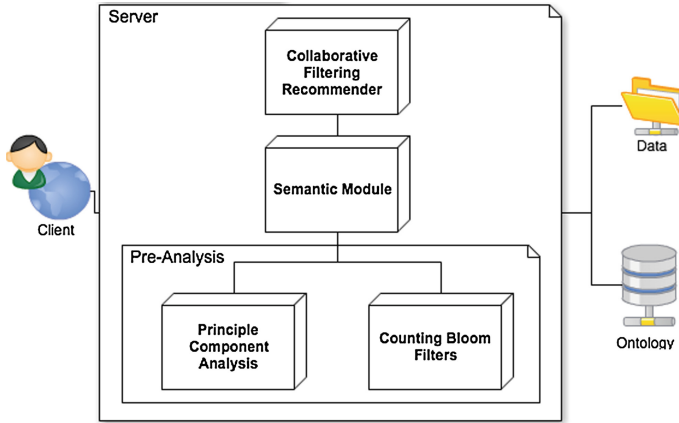 Server
Collaborative
Filtering
Recommender
Semantic Module
Client
Data
Pre-Analysis
Principle
Component
Analysis
Counting Bloom
Filters
Ontology